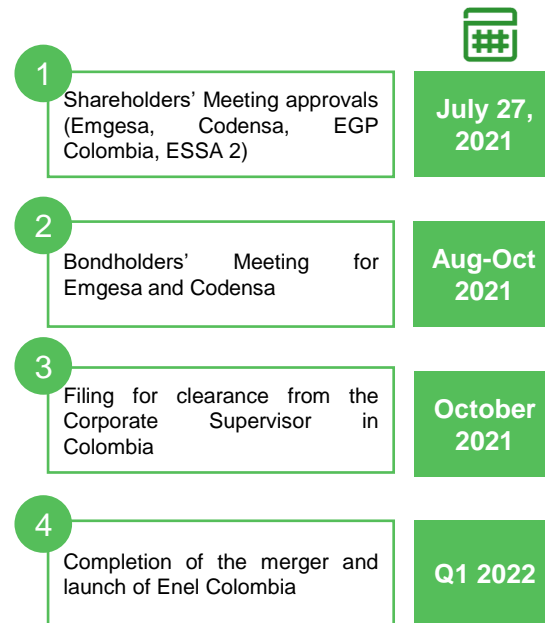 1
Shareholders’ Meeting approvals
(Emgesa, Codensa, EGP
Colombia, ESSA 2)
July 27,
2021
2
Bondholders’ Meeting for
Emgesa and Codensa
Aug-Oct
2021
3
Filing for clearance from the
Corporate Supervisor in
Colombia
October
2021
4
Completion of the merger and
launch of Enel Colombia
Q1 2022